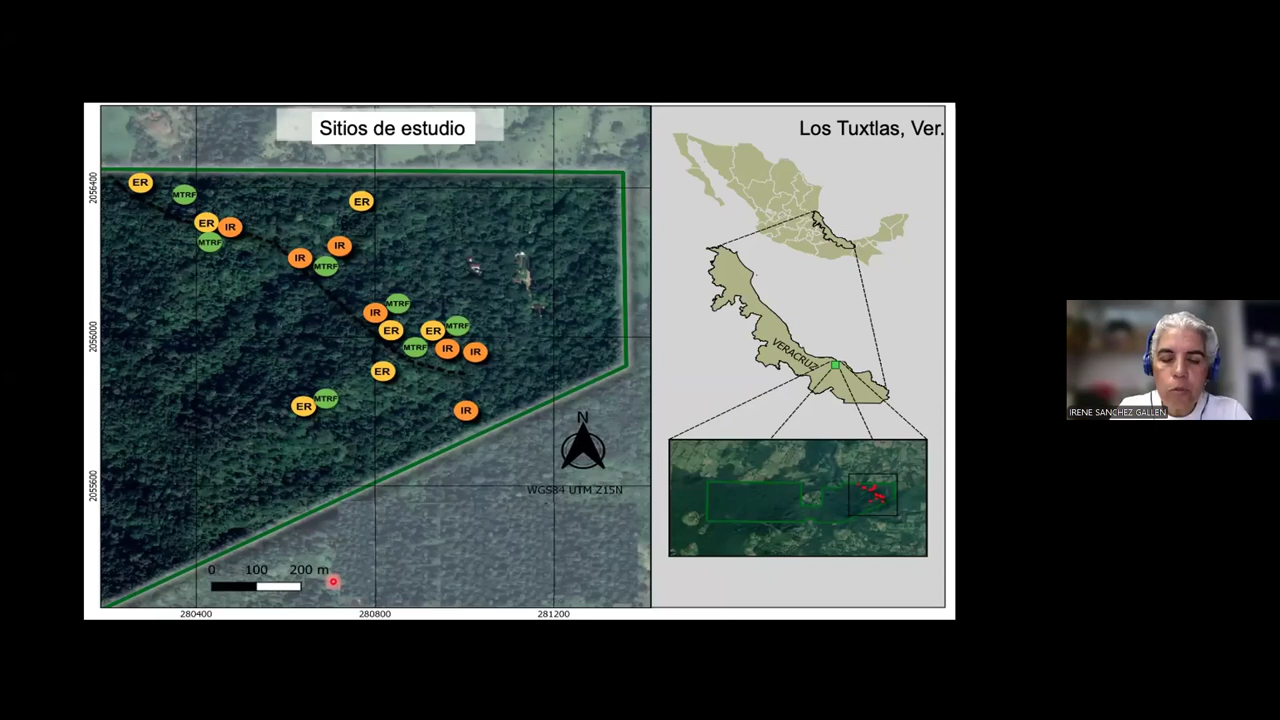 Sitios de estudio
Los Tuxtlas, Ver.
2056400
ER
MTRF
ER
ER
IR
MTRF
IR
IR
MTRF
2056000
MTRF
IR
ER
ER
MTRF
MTRF
IR
IR
ER
ER
MTRF
IR
VERACRUZ
N
2055600
WGS84 UTM Z15N
0 100 200 m
280400
280800
281200
IRENE SANCHEZ GALLEN